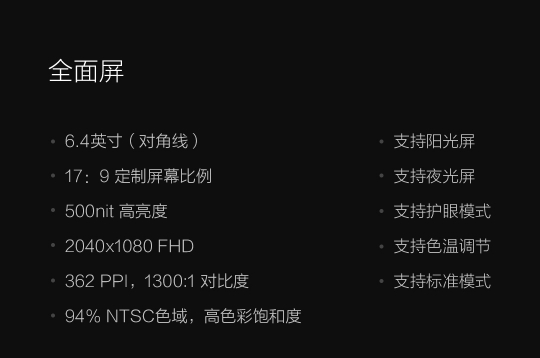 全面屏
6.4英寸（对角线）
17：9 定制屏幕比例
500nit 高亮度
2040x1080 FHD
362 PPI，1300:1 对比度
94% NTSC色域，高色彩饱和度
支持阳光屏
支持夜光屏
支持护眼模式
支持色温调节
支持标准模式